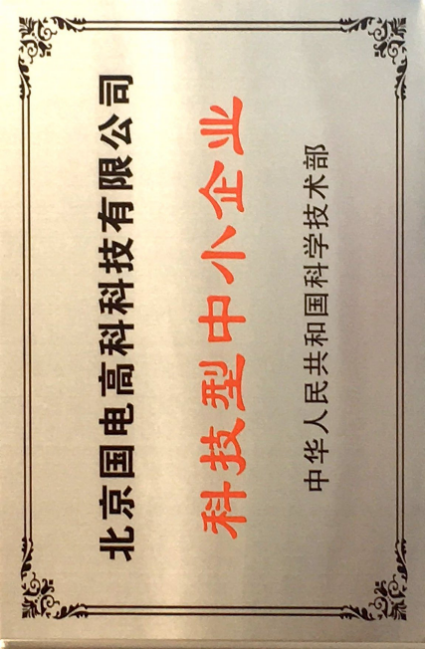 北京国电高科科技有限公司
科技型中小企业
中华人民共和国科学技术部